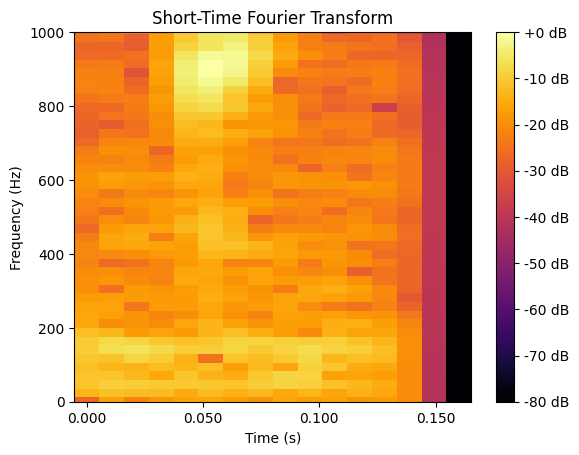 Short-Time Fourier Transform
1000
800
600
400
200
0
Frequency (Hz)
0.000
0.050
0.100
0.150
Time (s)
+0 dB
-10 dB
-20 dB
-30 dB
-40 dB
-50 dB
-60 dB
-70 dB
-80 dB